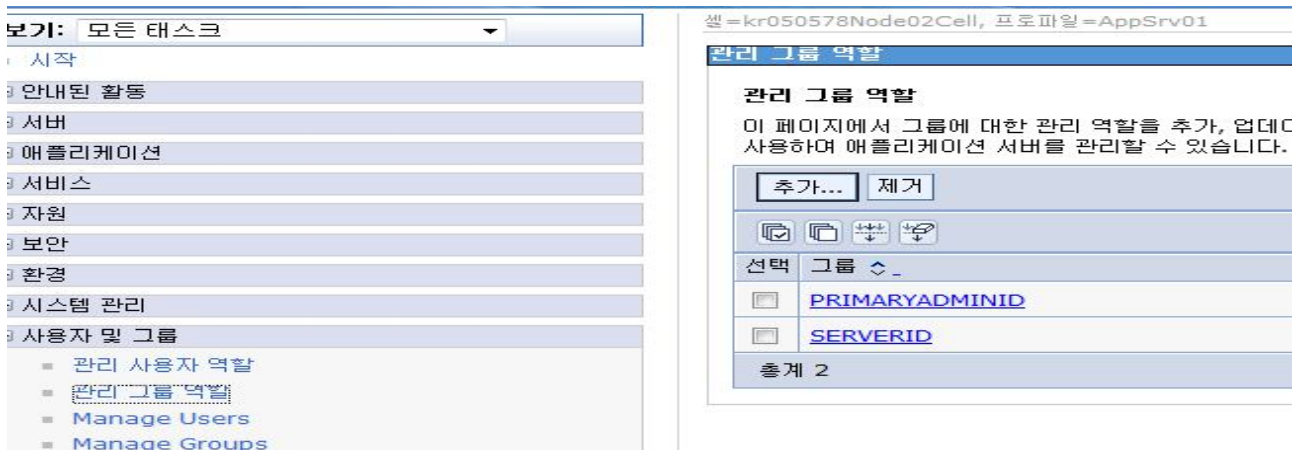 보기: 모든 태스크
시작
안내된 활동
서버
애플리케이션
서비스
자원
보안
환경
시스템 관리
사용자 및 그룹
관리 사용자 역할
관리 그룹 역할
Manage Users
Manage Groups
셀=kr050578Node02Cell, 프로파일=AppSrv01
관리 그룹 역할
관리 그룹 역할
이 페이지에서 그룹에 대한 관리 역할을 추가,
사용하여 애플리케이션 서버를 관리할 수 있습니다.
추가... 제거
선택 그룹
PRIMARYADMINID
SERVERID
총계 2